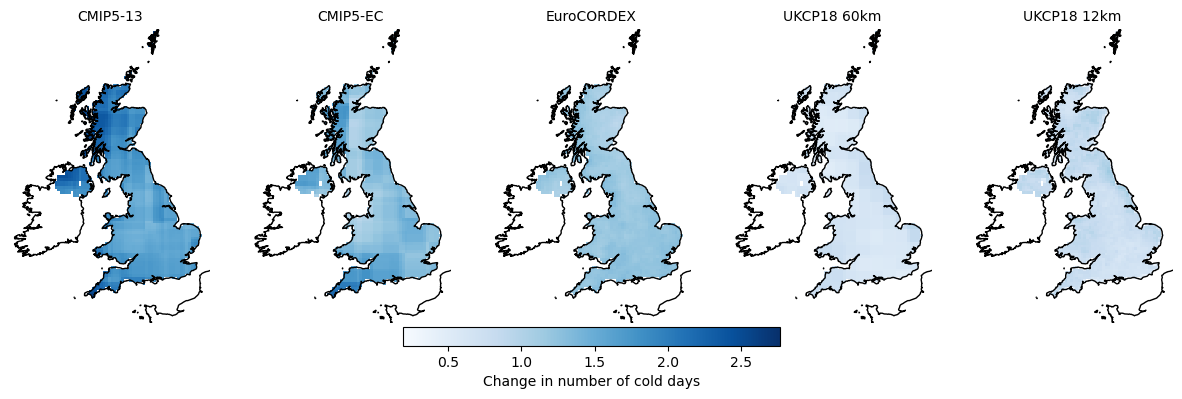 CMIP5-13 CMIP5-EC EuroCORDEX UKCP18 60km UKCP18 12km
0.5 1.0 1.5 2.0 2.5
Change in number of cold days